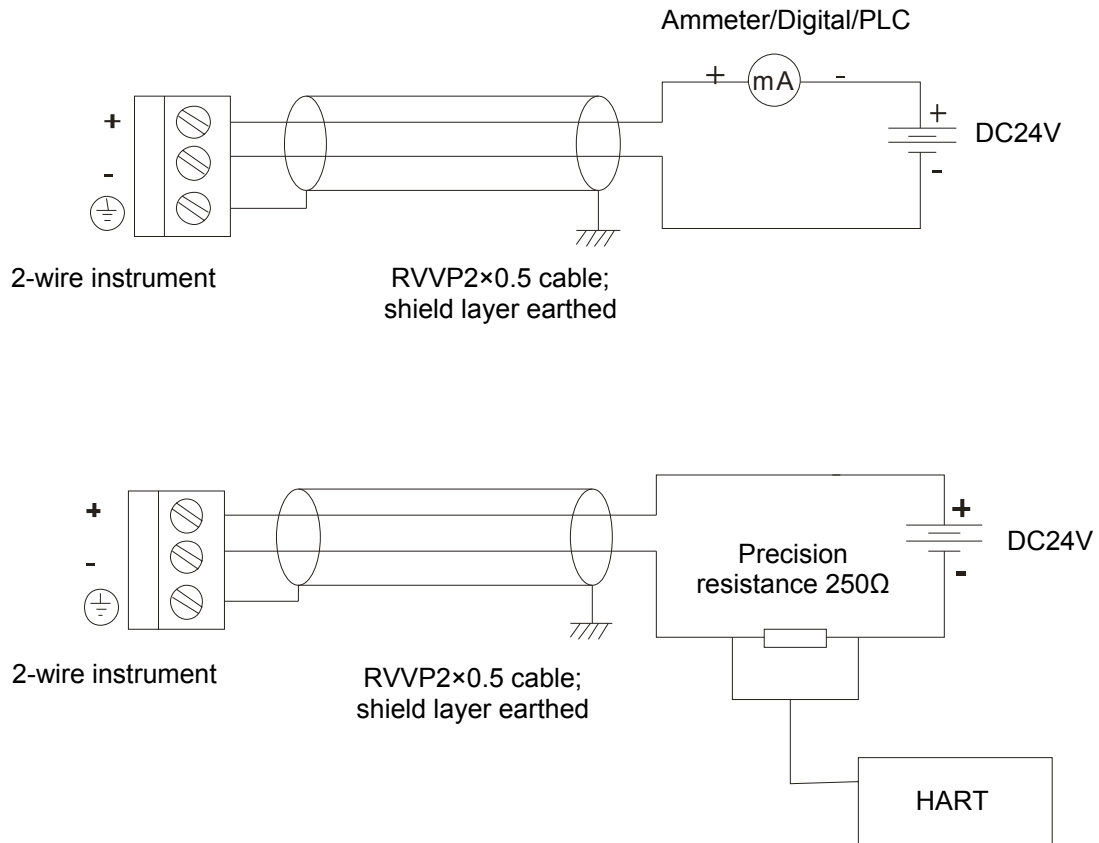 Ammeter/Digital/PLC
+ mA -
+
-
+
DC24V
-
2-wire instrument
RVVP2×0.5 cable;
shield layer earthed
+
-
-
+
DC24V
-
Precision
resistance 250Ω
2-wire instrument
RVVP2×0.5 cable;
shield layer earthed
HART